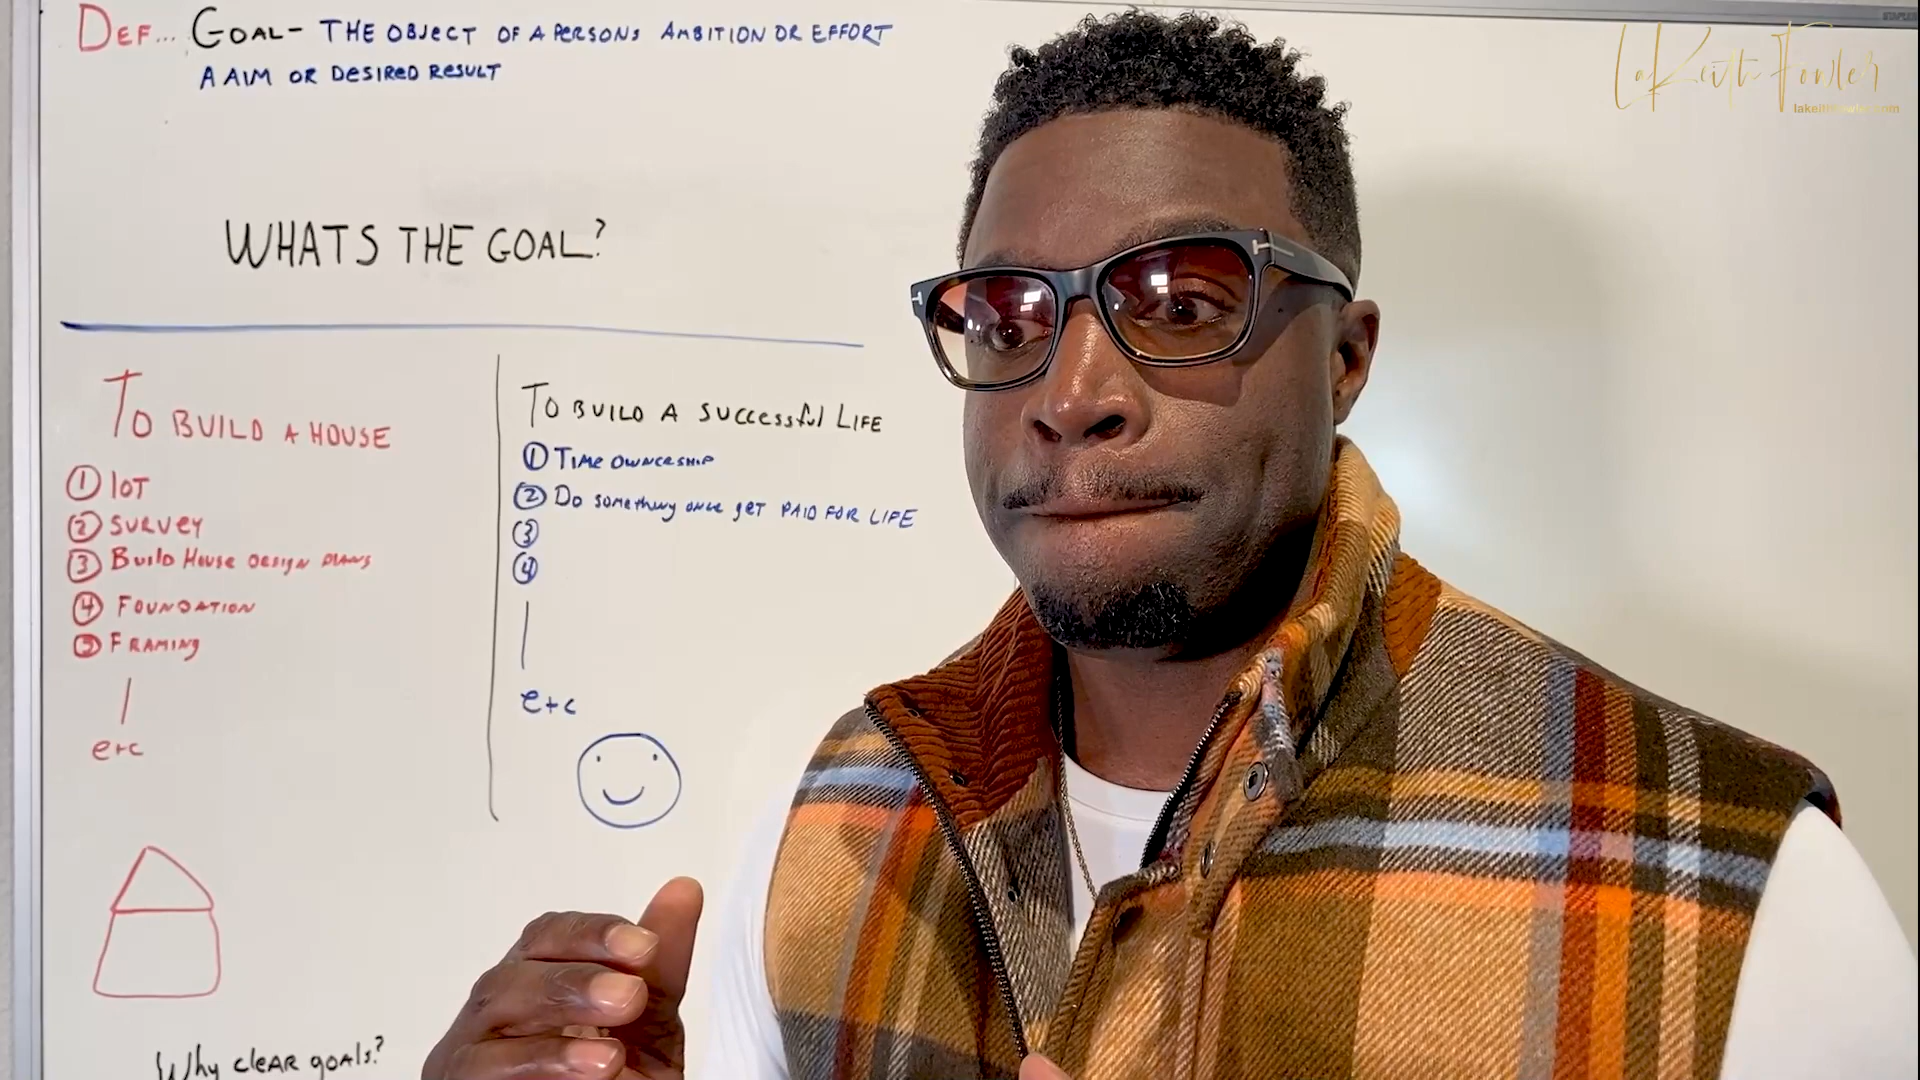 DEF... GOAL- THE OBJECT OF A PERSONS AMBITION OR EFFORT
A AIM OR DESIRED RESULT
LaKeith Fowler
lakeithfowler.com
WHATS THE GOAL?
TO BUILD A HOUSE
① lOT
② SURVEY
③ BuilD House DESIGN PLANS
④ FOUNDATION
⑤ FRAMING
etc
TO BUILD A SUccessful LIFE
① TIME OWNERSHIP
② Do something once get PAID FOR LIFE
③
④
etc
Why cleAR goals?